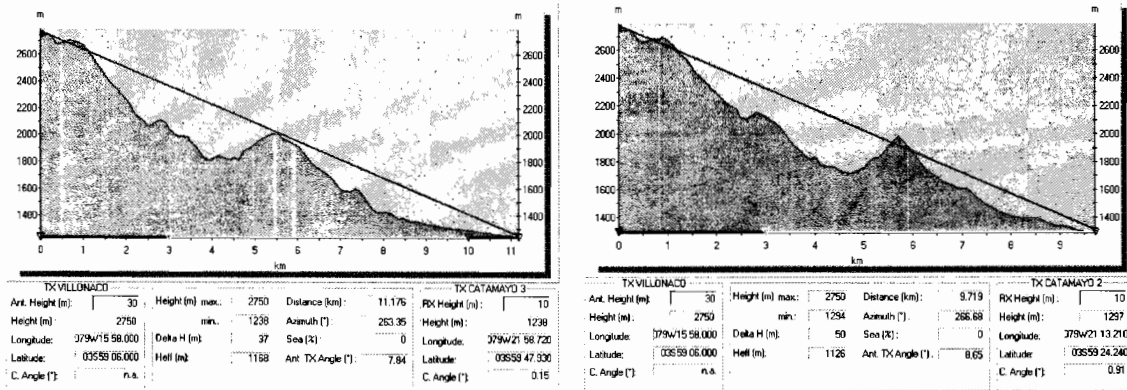 m m
2600 2600
2400 2400
2200 2200
2000 2000
1800 1800
1600 1600
1400 1400
0 1 2 3 4 5 6 7 8 9 10 11
km
TX VILLONACO TX CATAMAYO 3
Ant. Height (m): 30 Height (m) max.: 2750 Distance (km): 11.176 RX Height (m): 10
Height (m): 2750 min.: 1238 Azimuth (°): 263.35 Height (m): 1238
Longitude: 079W15 58.000 Delta H (m): 37 Sea (%): 0 Longitude: 079W21 58.720
Latitude: 03S59 06.000 Heff (m): 1168 Ant. TX Angle (°): 7.84 Latitude: 03S59 47.930
C. Angle (°): n.a. C. Angle (°): 0.15
m m
2600 2600
2400 2400
2200 2200
2000 2000
1800 1800
1600 1600
1400 1400
0 1 2 3 4 5 6 7 8 9
km
TX VILLONACO TX CATAMAYO 2
Ant. Height (m): 30 Height (m) max.: 2750 Distance (km): 9.719 RX Height (m): 10
Height (m): 2750 min.: 1294 Azimuth (°): 266.68 Height (m): 1297
Longitude: 079W15 58.000 Delta H (m): 50 Sea (%): 0 Longitude: 079W21 13.210
Latitude: 03S59 06.000 Heff (m): 1126 Ant. TX Angle (°): 8.65 Latitude: 03S59 24.240
C. Angle (°): n.a. C. Angle (°): 0.91